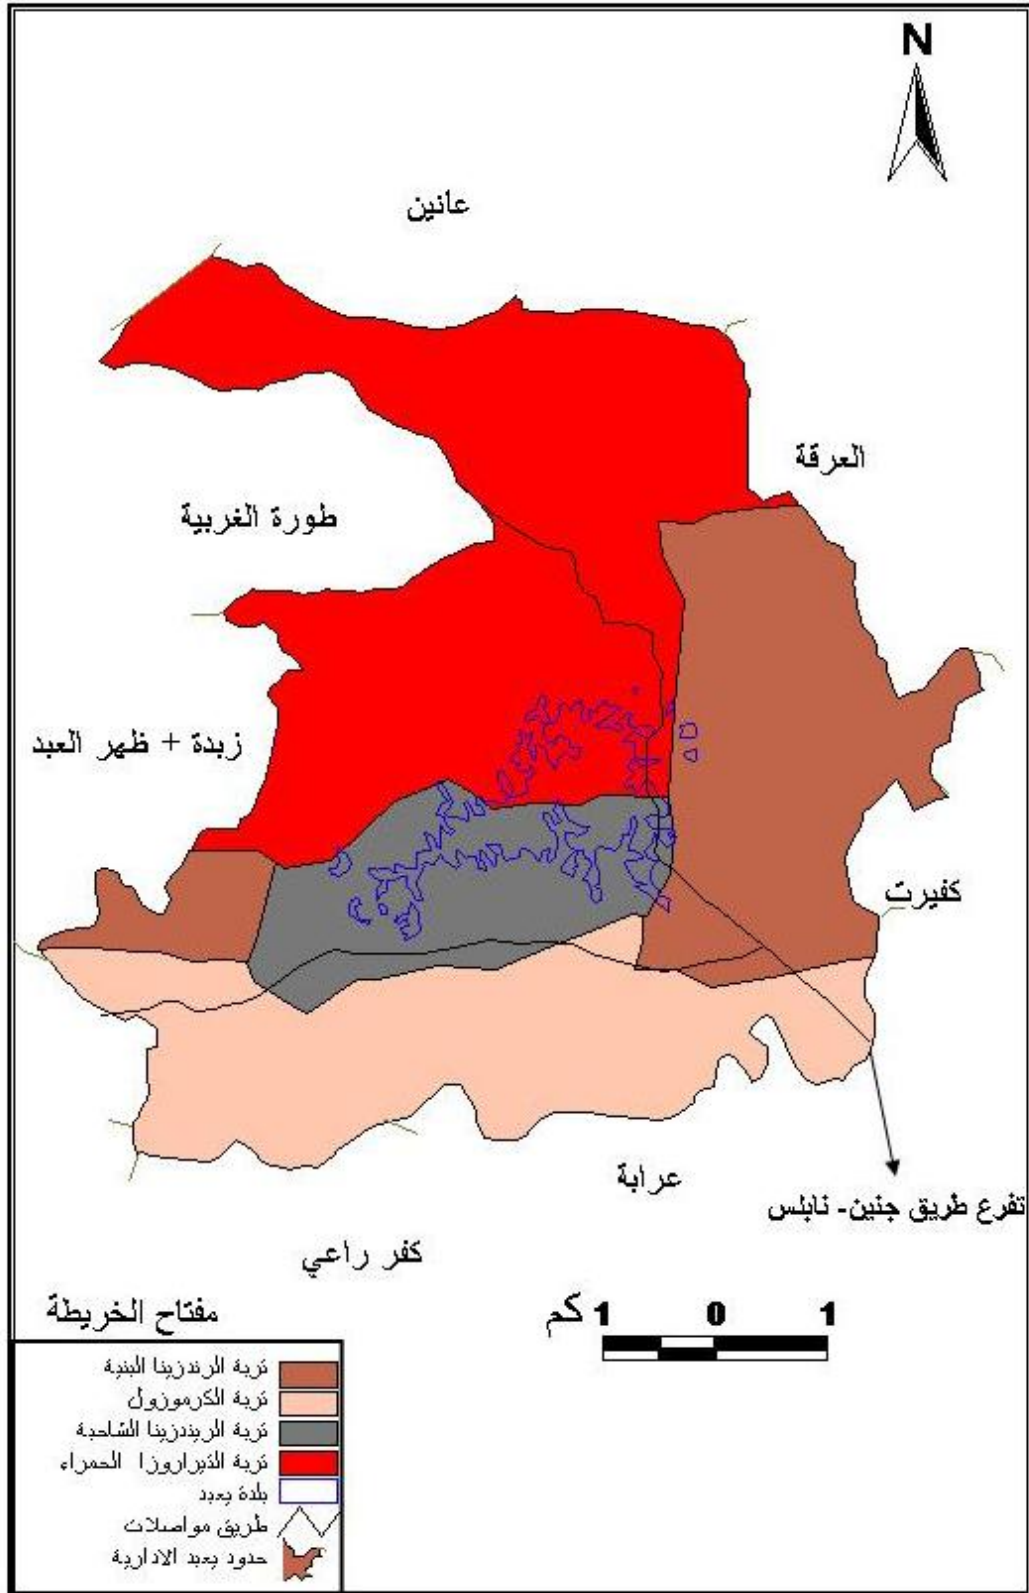 N
عانين
العرقة
طورة الغربية
زبدة + ظهر العبد
كفيرت
عرابة
تفرع طريق جنين- نابلس
كفر راعي
كم 1 0 1
مفتاح الخريطة
تربة الرندزينا البنية
تربة الكرموزول
تربة الريندزينا الشاحبة
تربة التيراروزا الحمراء
بلدة يعبد
طريق مواصلات
حدود يعبد الادارية